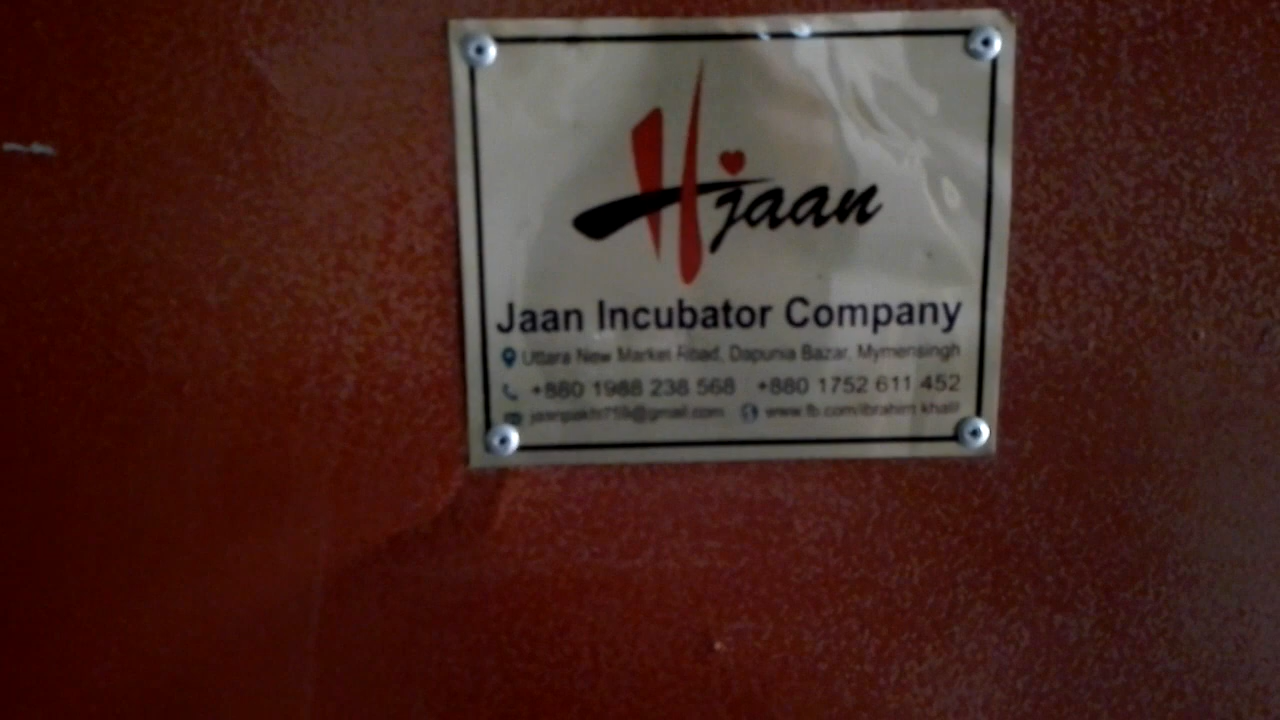 Hjaan
Jaan Incubator Company
Uttara New Market Road, Dapunia Bazar, Mymensingh
+880 1988 238 568 +880 1752 611 452
www.fb.com/ibrahim khalil